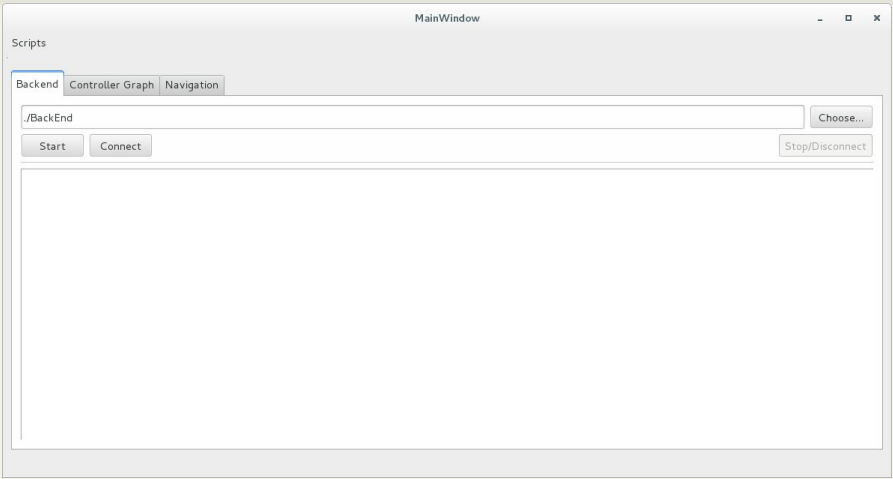 MainWindow
Scripts
Backend Controller Graph Navigation
./BackEnd Choose...
Start Connect Stop/Disconnect